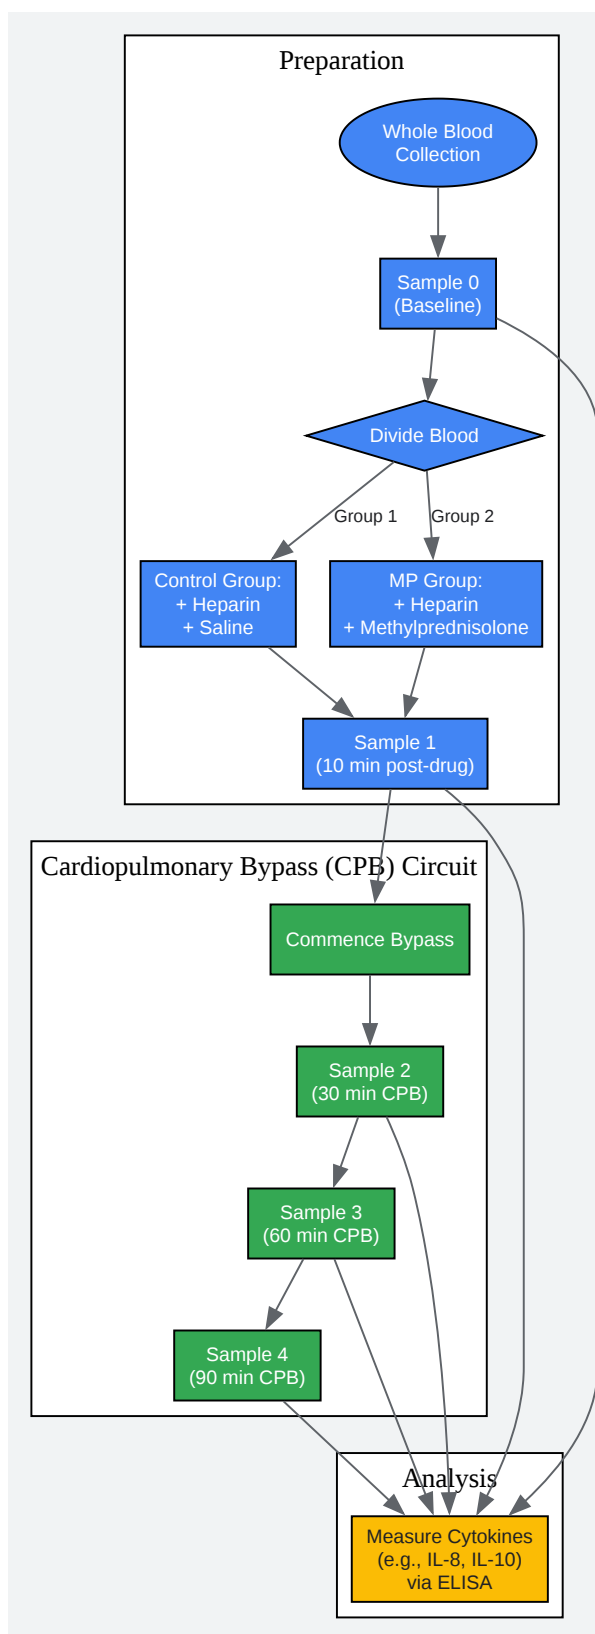 Preparation
Whole Blood
Collection
Sample 0
(Baseline)
Divide Blood
Group 1
Group 2
Control Group:
+ Heparin
+ Saline
MP Group:
+ Heparin
+ Methylprednisolone
Sample 1
(10 min post-drug)
Cardiopulmonary Bypass (CPB) Circuit
Commence Bypass
Sample 2
(30 min CPB)
Sample 3
(60 min CPB)
Sample 4
(90 min CPB)
Analysis
Measure Cytokines
(e.g., IL-8, IL-10)
via ELISA